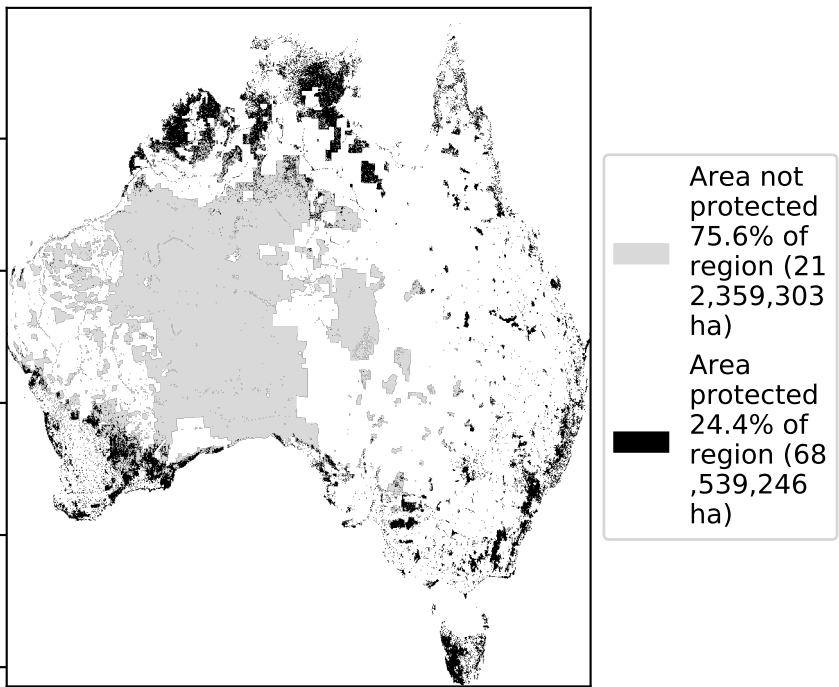 Area not
protected
75.6% of
region (21
2,359,303
ha)
Area
protected
24.4% of
region (68
,539,246
ha)